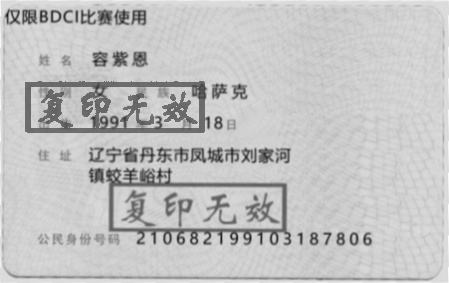 仅限BDCI比赛使用
姓名 容紫恩
性别 女 民族 哈萨克
复印无效
出生 1991 年 3 月 18 日
住址 辽宁省丹东市凤城市刘家河
镇蛟羊峪村
复印无效
公民身份号码 210682199103187806